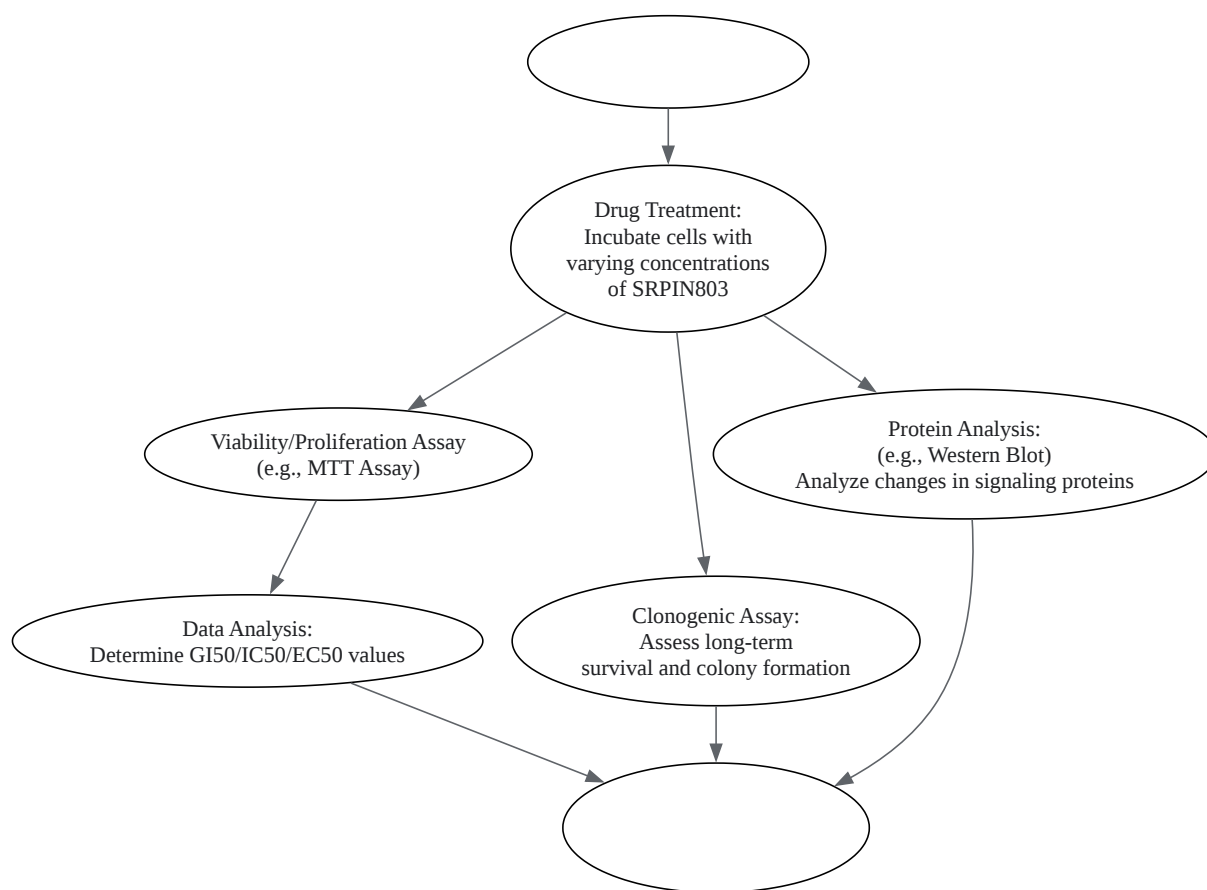 Drug Treatment:
Incubate cells with
varying concentrations
of SRPIN803
Viability/Proliferation Assay
(e.g., MTT Assay)
Protein Analysis:
(e.g., Western Blot)
Analyze changes in signaling proteins
Data Analysis:
Determine GI50/IC50/EC50 values
Clonogenic Assay:
Assess long-term
survival and colony formation